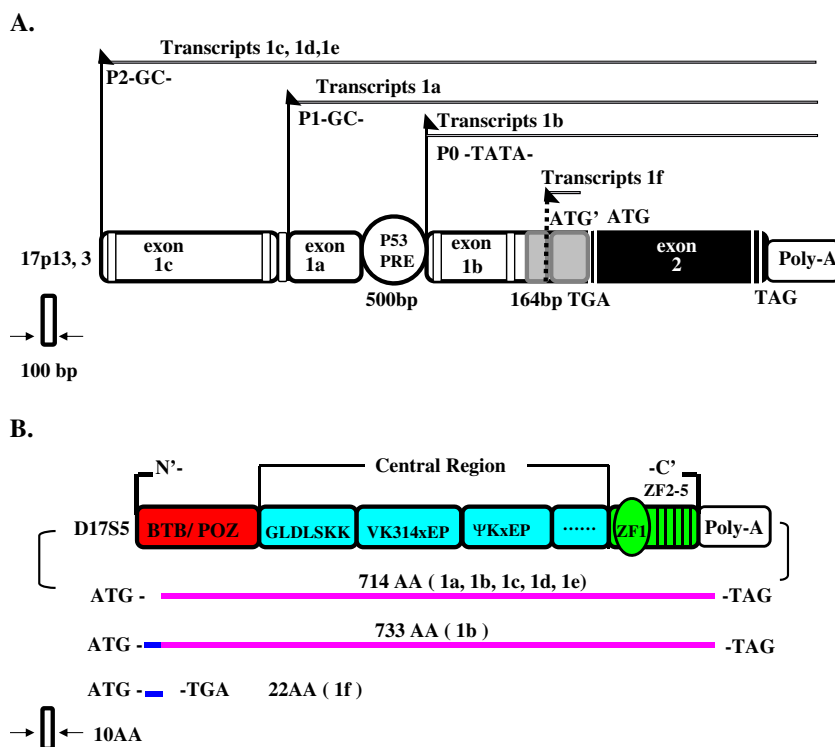 A.
Transcripts 1c, 1d,1e
P2-GC-
Transcripts 1a
P1-GC-
Transcripts 1b
P0 -TATA-
Transcripts 1f
ATG' ATG
17p13, 3
exon 1c
exon 1a
P53 PRE
exon 1b
exon 2
Poly-A
500bp
164bp TGA
TAG
100 bp
B.
N'-
Central Region
-C'
ZF2-5
D17S5
BTB/ POZ
GLDLSKK
VK314xEP
ΨKxEP
......
ZF1
Poly-A
714 AA ( 1a, 1b, 1c, 1d, 1e)
ATG -
-TAG
733 AA ( 1b )
ATG -
-TAG
ATG -
-TGA
22AA ( 1f )
10AA